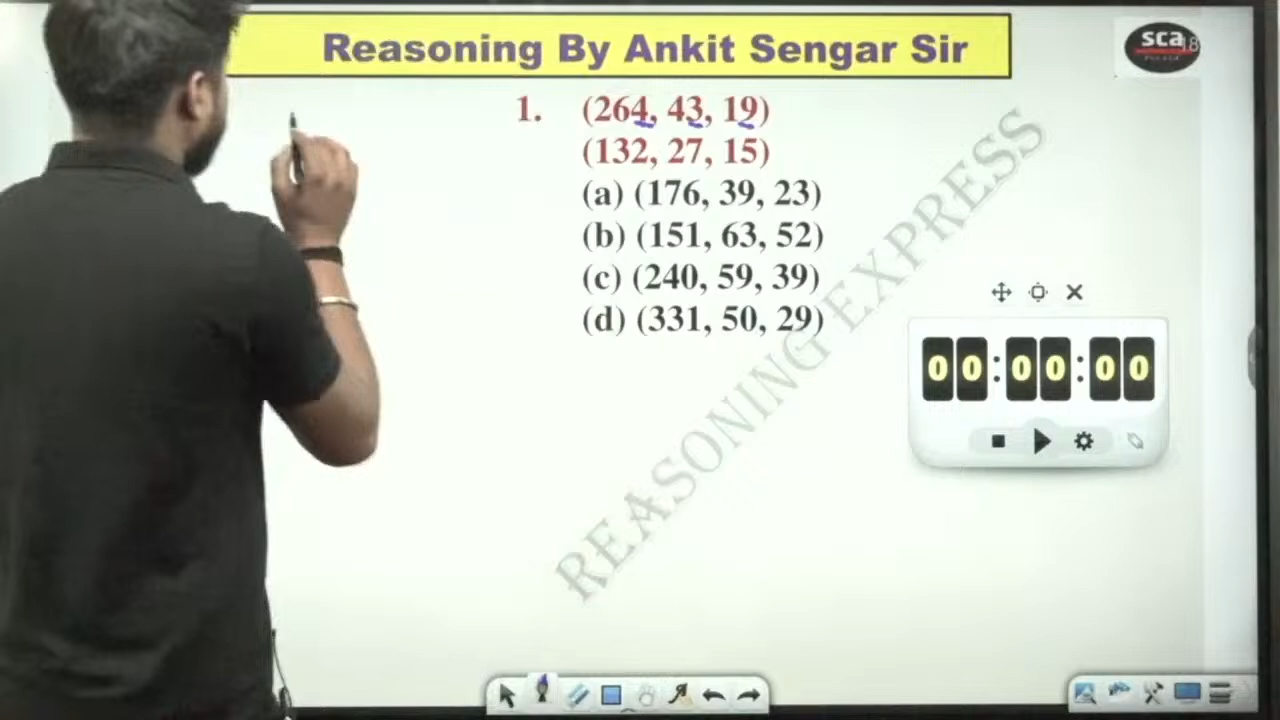 Reasoning By Ankit Sengar Sir
sca
18
1. (264, 43, 19)
(132, 27, 15)
(a) (176, 39, 23)
(b) (151, 63, 52)
(c) (240, 59, 39)
(d) (331, 50, 29)
00:00:00
REASONING EXPRESS